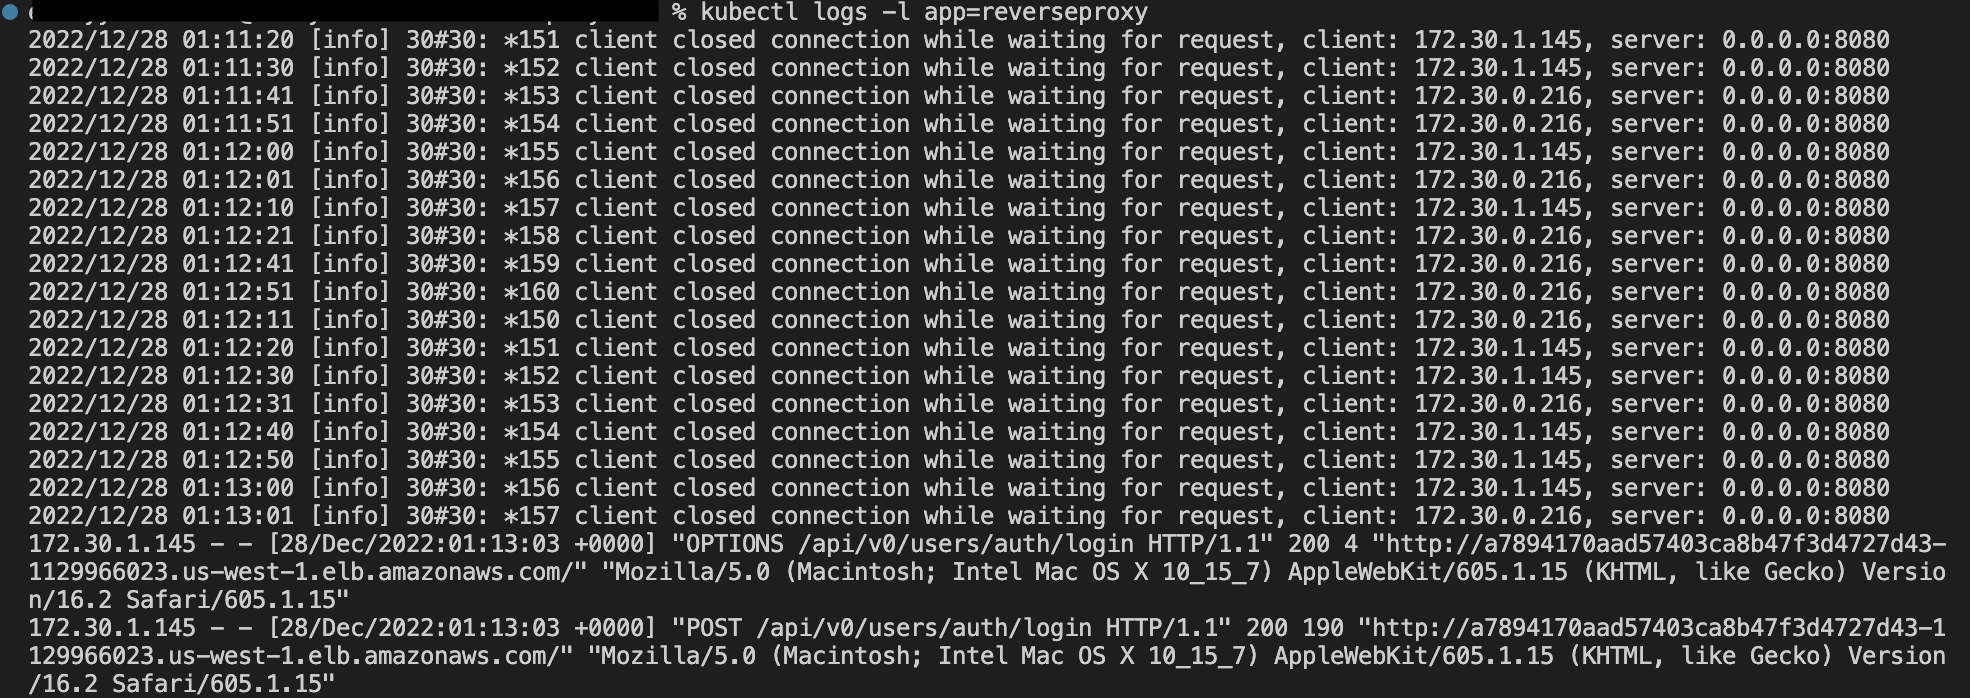 % kubectl logs -l app=reverseproxy
2022/12/28 01:11:20 [info] 30#30: *151 client closed connection while waiting for request, client: 172.30.1.145, server: 0.0.0.0:8080
2022/12/28 01:11:30 [info] 30#30: *152 client closed connection while waiting for request, client: 172.30.1.145, server: 0.0.0.0:8080
2022/12/28 01:11:41 [info] 30#30: *153 client closed connection while waiting for request, client: 172.30.0.216, server: 0.0.0.0:8080
2022/12/28 01:11:51 [info] 30#30: *154 client closed connection while waiting for request, client: 172.30.0.216, server: 0.0.0.0:8080
2022/12/28 01:12:00 [info] 30#30: *155 client closed connection while waiting for request, client: 172.30.1.145, server: 0.0.0.0:8080
2022/12/28 01:12:01 [info] 30#30: *156 client closed connection while waiting for request, client: 172.30.0.216, server: 0.0.0.0:8080
2022/12/28 01:12:10 [info] 30#30: *157 client closed connection while waiting for request, client: 172.30.1.145, server: 0.0.0.0:8080
2022/12/28 01:12:21 [info] 30#30: *158 client closed connection while waiting for request, client: 172.30.0.216, server: 0.0.0.0:8080
2022/12/28 01:12:41 [info] 30#30: *159 client closed connection while waiting for request, client: 172.30.0.216, server: 0.0.0.0:8080
2022/12/28 01:12:51 [info] 30#30: *160 client closed connection while waiting for request, client: 172.30.0.216, server: 0.0.0.0:8080
2022/12/28 01:12:11 [info] 30#30: *150 client closed connection while waiting for request, client: 172.30.0.216, server: 0.0.0.0:8080
2022/12/28 01:12:20 [info] 30#30: *151 client closed connection while waiting for request, client: 172.30.1.145, server: 0.0.0.0:8080
2022/12/28 01:12:30 [info] 30#30: *152 client closed connection while waiting for request, client: 172.30.1.145, server: 0.0.0.0:8080
2022/12/28 01:12:31 [info] 30#30: *153 client closed connection while waiting for request, client: 172.30.0.216, server: 0.0.0.0:8080
2022/12/28 01:12:40 [info] 30#30: *154 client closed connection while waiting for request, client: 172.30.1.145, server: 0.0.0.0:8080
2022/12/28 01:12:50 [info] 30#30: *155 client closed connection while waiting for request, client: 172.30.1.145, server: 0.0.0.0:8080
2022/12/28 01:13:00 [info] 30#30: *156 client closed connection while waiting for request, client: 172.30.1.145, server: 0.0.0.0:8080
2022/12/28 01:13:01 [info] 30#30: *157 client closed connection while waiting for request, client: 172.30.0.216, server: 0.0.0.0:8080
172.30.1.145 - - [28/Dec/2022:01:13:03 +0000] "OPTIONS /api/v0/users/auth/login HTTP/1.1" 200 4 "http://a7894170aad57403ca8b47f3d4727d43-
1129966023.us-west-1.elb.amazonaws.com/" "Mozilla/5.0 (Macintosh; Intel Mac OS X 10_15_7) AppleWebKit/605.1.15 (KHTML, like Gecko) Versio
n/16.2 Safari/605.1.15"
172.30.1.145 - - [28/Dec/2022:01:13:03 +0000] "POST /api/v0/users/auth/login HTTP/1.1" 200 190 "http://a7894170aad57403ca8b47f3d4727d43-1
129966023.us-west-1.elb.amazonaws.com/" "Mozilla/5.0 (Macintosh; Intel Mac OS X 10_15_7) AppleWebKit/605.1.15 (KHTML, like Gecko) Version
/16.2 Safari/605.1.15"